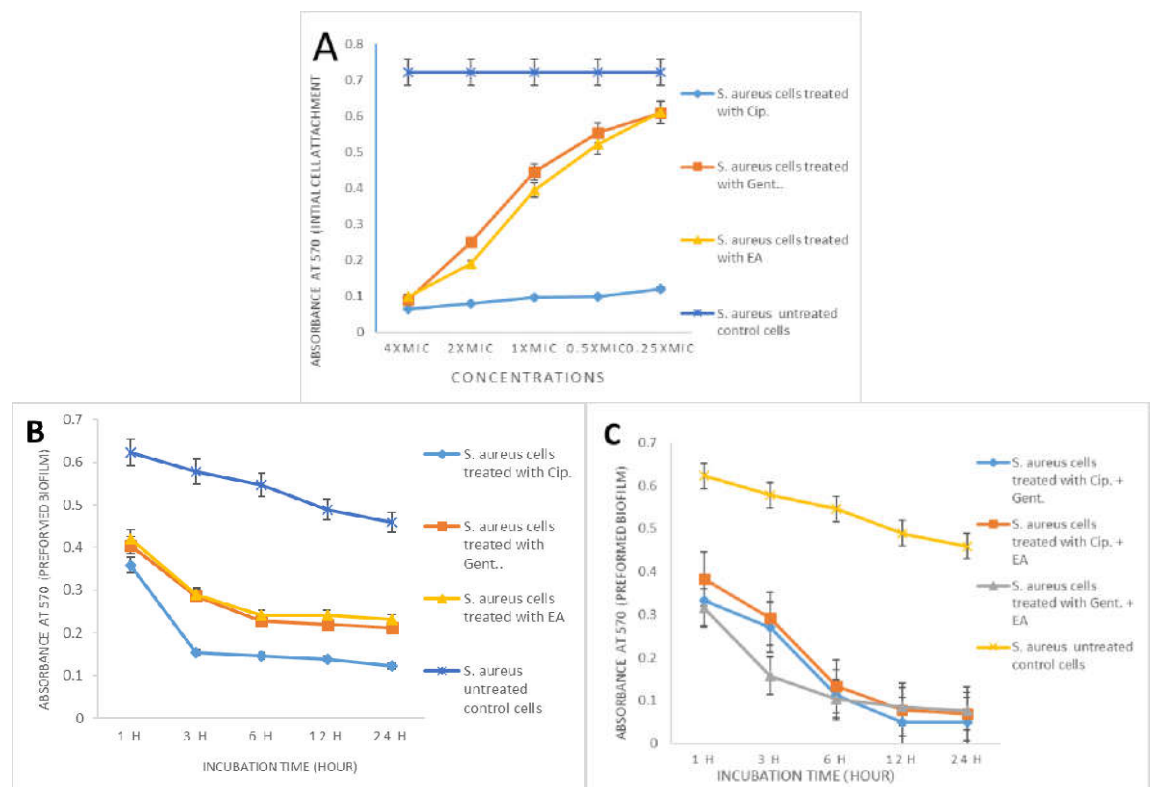 A
ABSORBANCE AT 570 (INTIAL CELL ATTACHMENT
0.8
0.7
0.6
0.5
0.4
0.3
0.2
0.1
0
4XMIC 2XMIC 1XMIC 0.5XMIC 0.25XMIC
CONCENTRATIONS
S. aureus cells treated
with Cip.
S. aureus cells treated
with Gent..
S. aureus cells treated
with EA
S. aureus untreated
control cells
B
ABSORBANCE AT 570 (PREFORMED BIOFILM)
0.7
0.6
0.5
0.4
0.3
0.2
0.1
0
1 H 3 H 6 H 12 H 24 H
INCUBATION TIME (HOUR)
S. aureus cells
treated with Cip.
S. aureus cells
treated with
Gent..
S. aureus cells
treated with EA
S. aureus
untreated
control cells
C
ABSORBANCE AT 570 (PREFORMED BIOFILM)
0.7
0.6
0.5
0.4
0.3
0.2
0.1
0
1 H 3 H 6 H 12 H 24 H
INCUBATION TIME (HOUR)
S. aureus cells
treated with Cip. +
Gent.
S. aureus cells
treated with Cip. +
EA
S. aureus cells
treated with Gent. +
EA
S. aureus untreated
control cells